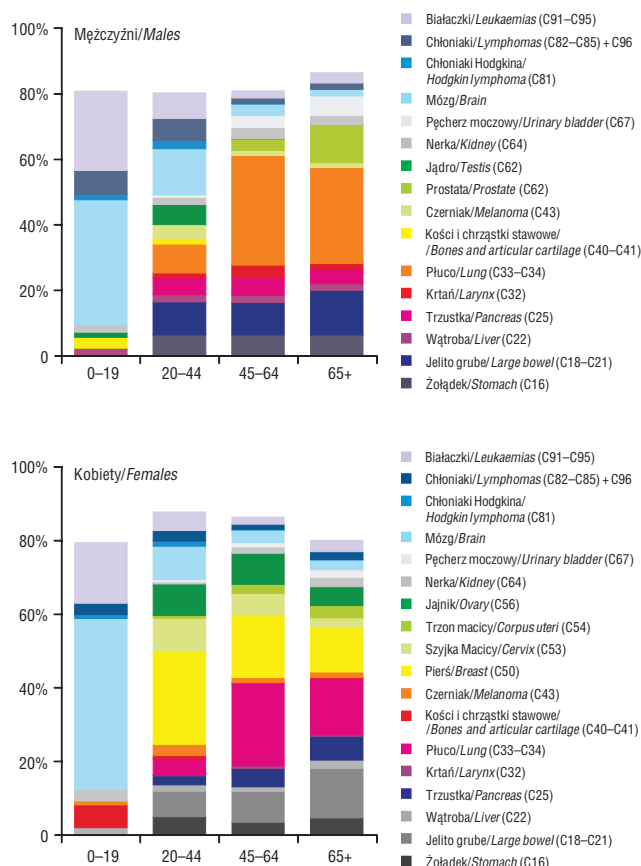 Mężczyźni/Males
100%
80%
60%
40%
20%
0
0–19
20–44
45–64
65+
Białaczki/Leukaemias (C91–C95)
Chłoniaki/Lymphomas (C82–C85) + C96
Chłoniaki Hodgkina/
Hodgkin lymphoma (C81)
Mózg/Brain
Pęcherz moczowy/Urinary bladder (C67)
Nerka/Kidney (C64)
Jądro/Testis (C62)
Prostata/Prostate (C62)
Czerniak/Melanoma (C43)
Kości i chrząstki stawowe/
/Bones and articular cartilage (C40–C41)
Płuco/Lung (C33–C34)
Krtań/Larynx (C32)
Trzustka/Pancreas (C25)
Wątroba/Liver (C22)
Jelito grube/Large bowel (C18–C21)
Żołądek/Stomach (C16)
Kobiety/Females
100%
80%
60%
40%
20%
0
0–19
20–44
45–64
65+
Białaczki/Leukaemias (C91–C95)
Chłoniaki/Lymphomas (C82–C85) + C96
Chłoniaki Hodgkina/
Hodgkin lymphoma (C81)
Mózg/Brain
Pęcherz moczowy/Urinary bladder (C67)
Nerka/Kidney (C64)
Jajnik/Ovary (C56)
Trzon macicy/Corpus uteri (C54)
Szyjka Macicy/Cervix (C53)
Pierś/Breast (C50)
Czerniak/Melanoma (C43)
Kości i chrząstki stawowe/
/Bones and articular cartilage (C40–C41)
Płuco/Lung (C33–C34)
Krtań/Larynx (C32)
Trzustka/Pancreas (C25)
Wątroba/Liver (C22)
Jelito grube/Large bowel (C18–C21)
Żołądek/Stomach (C16)